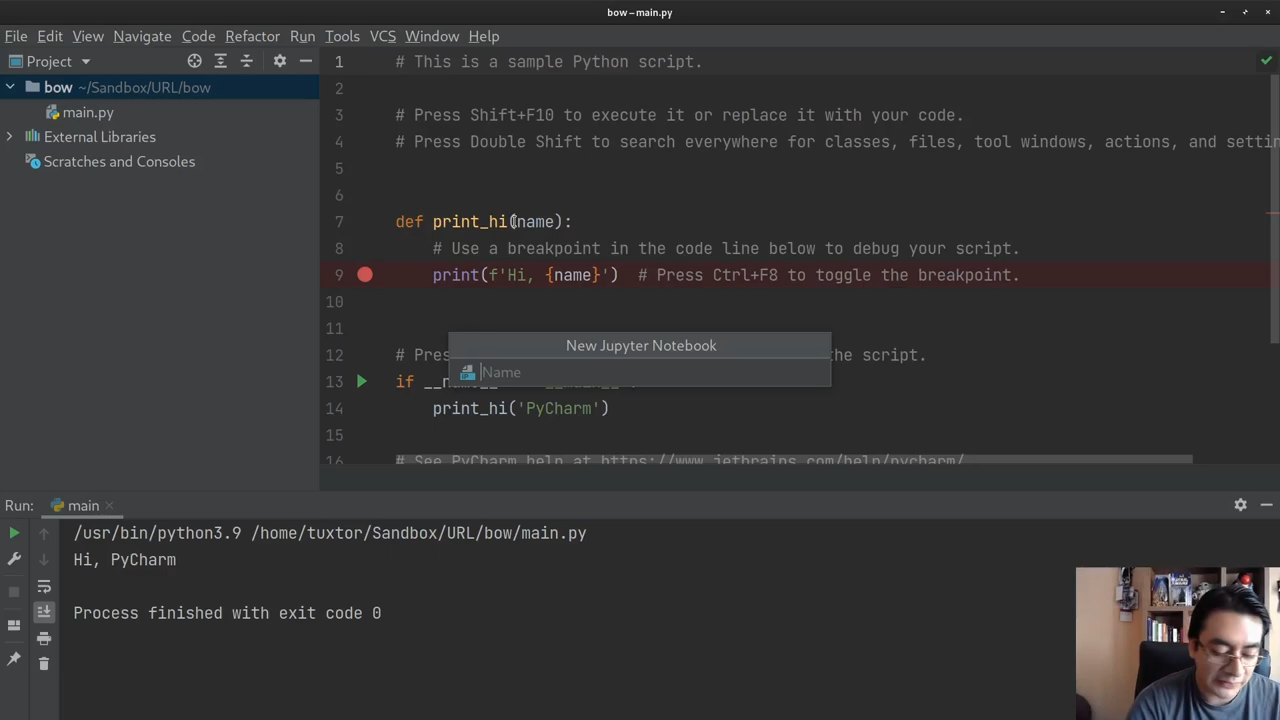 bow – main.py
File Edit View Navigate Code Refactor Run Tools VCS Window Help
Project
bow ~/Sandbox/URL/bow
main.py
External Libraries
Scratches and Consoles
1 # This is a sample Python script.
2
3 # Press Shift+F10 to execute it or replace it with your code.
4 # Press Double Shift to search everywhere for classes, files, tool windows, actions, and settin
5
6
7 def print_hi(name):
8 # Use a breakpoint in the code line below to debug your script.
9 print(f'Hi, {name}') # Press Ctrl+F8 to toggle the breakpoint.
10
11
12 # Pres the script.
13 if
14 print_hi('PyCharm')
15
16 # See PyCharm help at https://www.jetbrains.com/help/pycharm/
New Jupyter Notebook
Name
Run: main
/usr/bin/python3.9 /home/tuxtor/Sandbox/URL/bow/main.py
Hi, PyCharm
Process finished with exit code 0